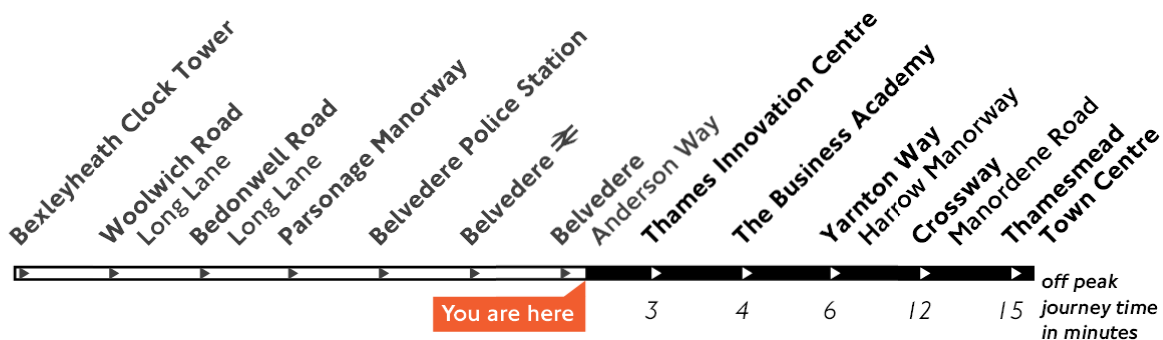 Bexleyheath Clock Tower
Woolwich Road
Long Lane
Bedonwell Road
Long Lane
Parsonage Manorway
Belvedere Police Station
Belvedere
Belvedere
Anderson Way
Thames Innovation Centre
The Business Academy
Yarnton Way
Harrow Manorway
Crossway
Manordene Road
Thamesmead
Town Centre
You are here
3 4 6 12 15
off peak
journey time
in minutes